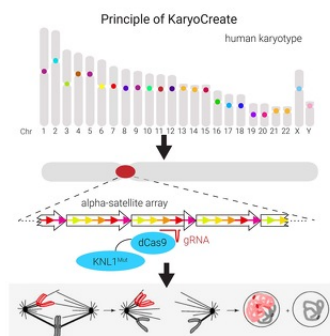 Principle of KaryoCreate
human karyotype
Chr 1 2 3 4 5 6 7 8 9 10 11 12 13 14 15 16 17 18 19 20 21 22 X Y
alpha-satellite array
dCas9
gRNA
KNL1Mut